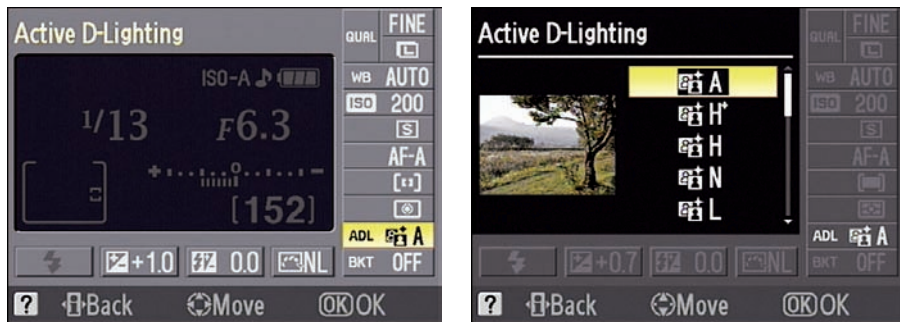 Active D-Lighting
QUAL FINE
L
ISO-A
WB AUTO
ISO 200
1/13 F6.3
S
AF-A
+ 0 -
[152]
ADL A
+1.0 0.0 NL
BKT OFF
? Back Move OK OK
Active D-Lighting
QUAL FINE
L
A
WB AUTO
H+
ISO 200
S
H
AF-A
N
L
ADL A
+0.7 0.0 NL
BKT OFF
? Back Move OK OK